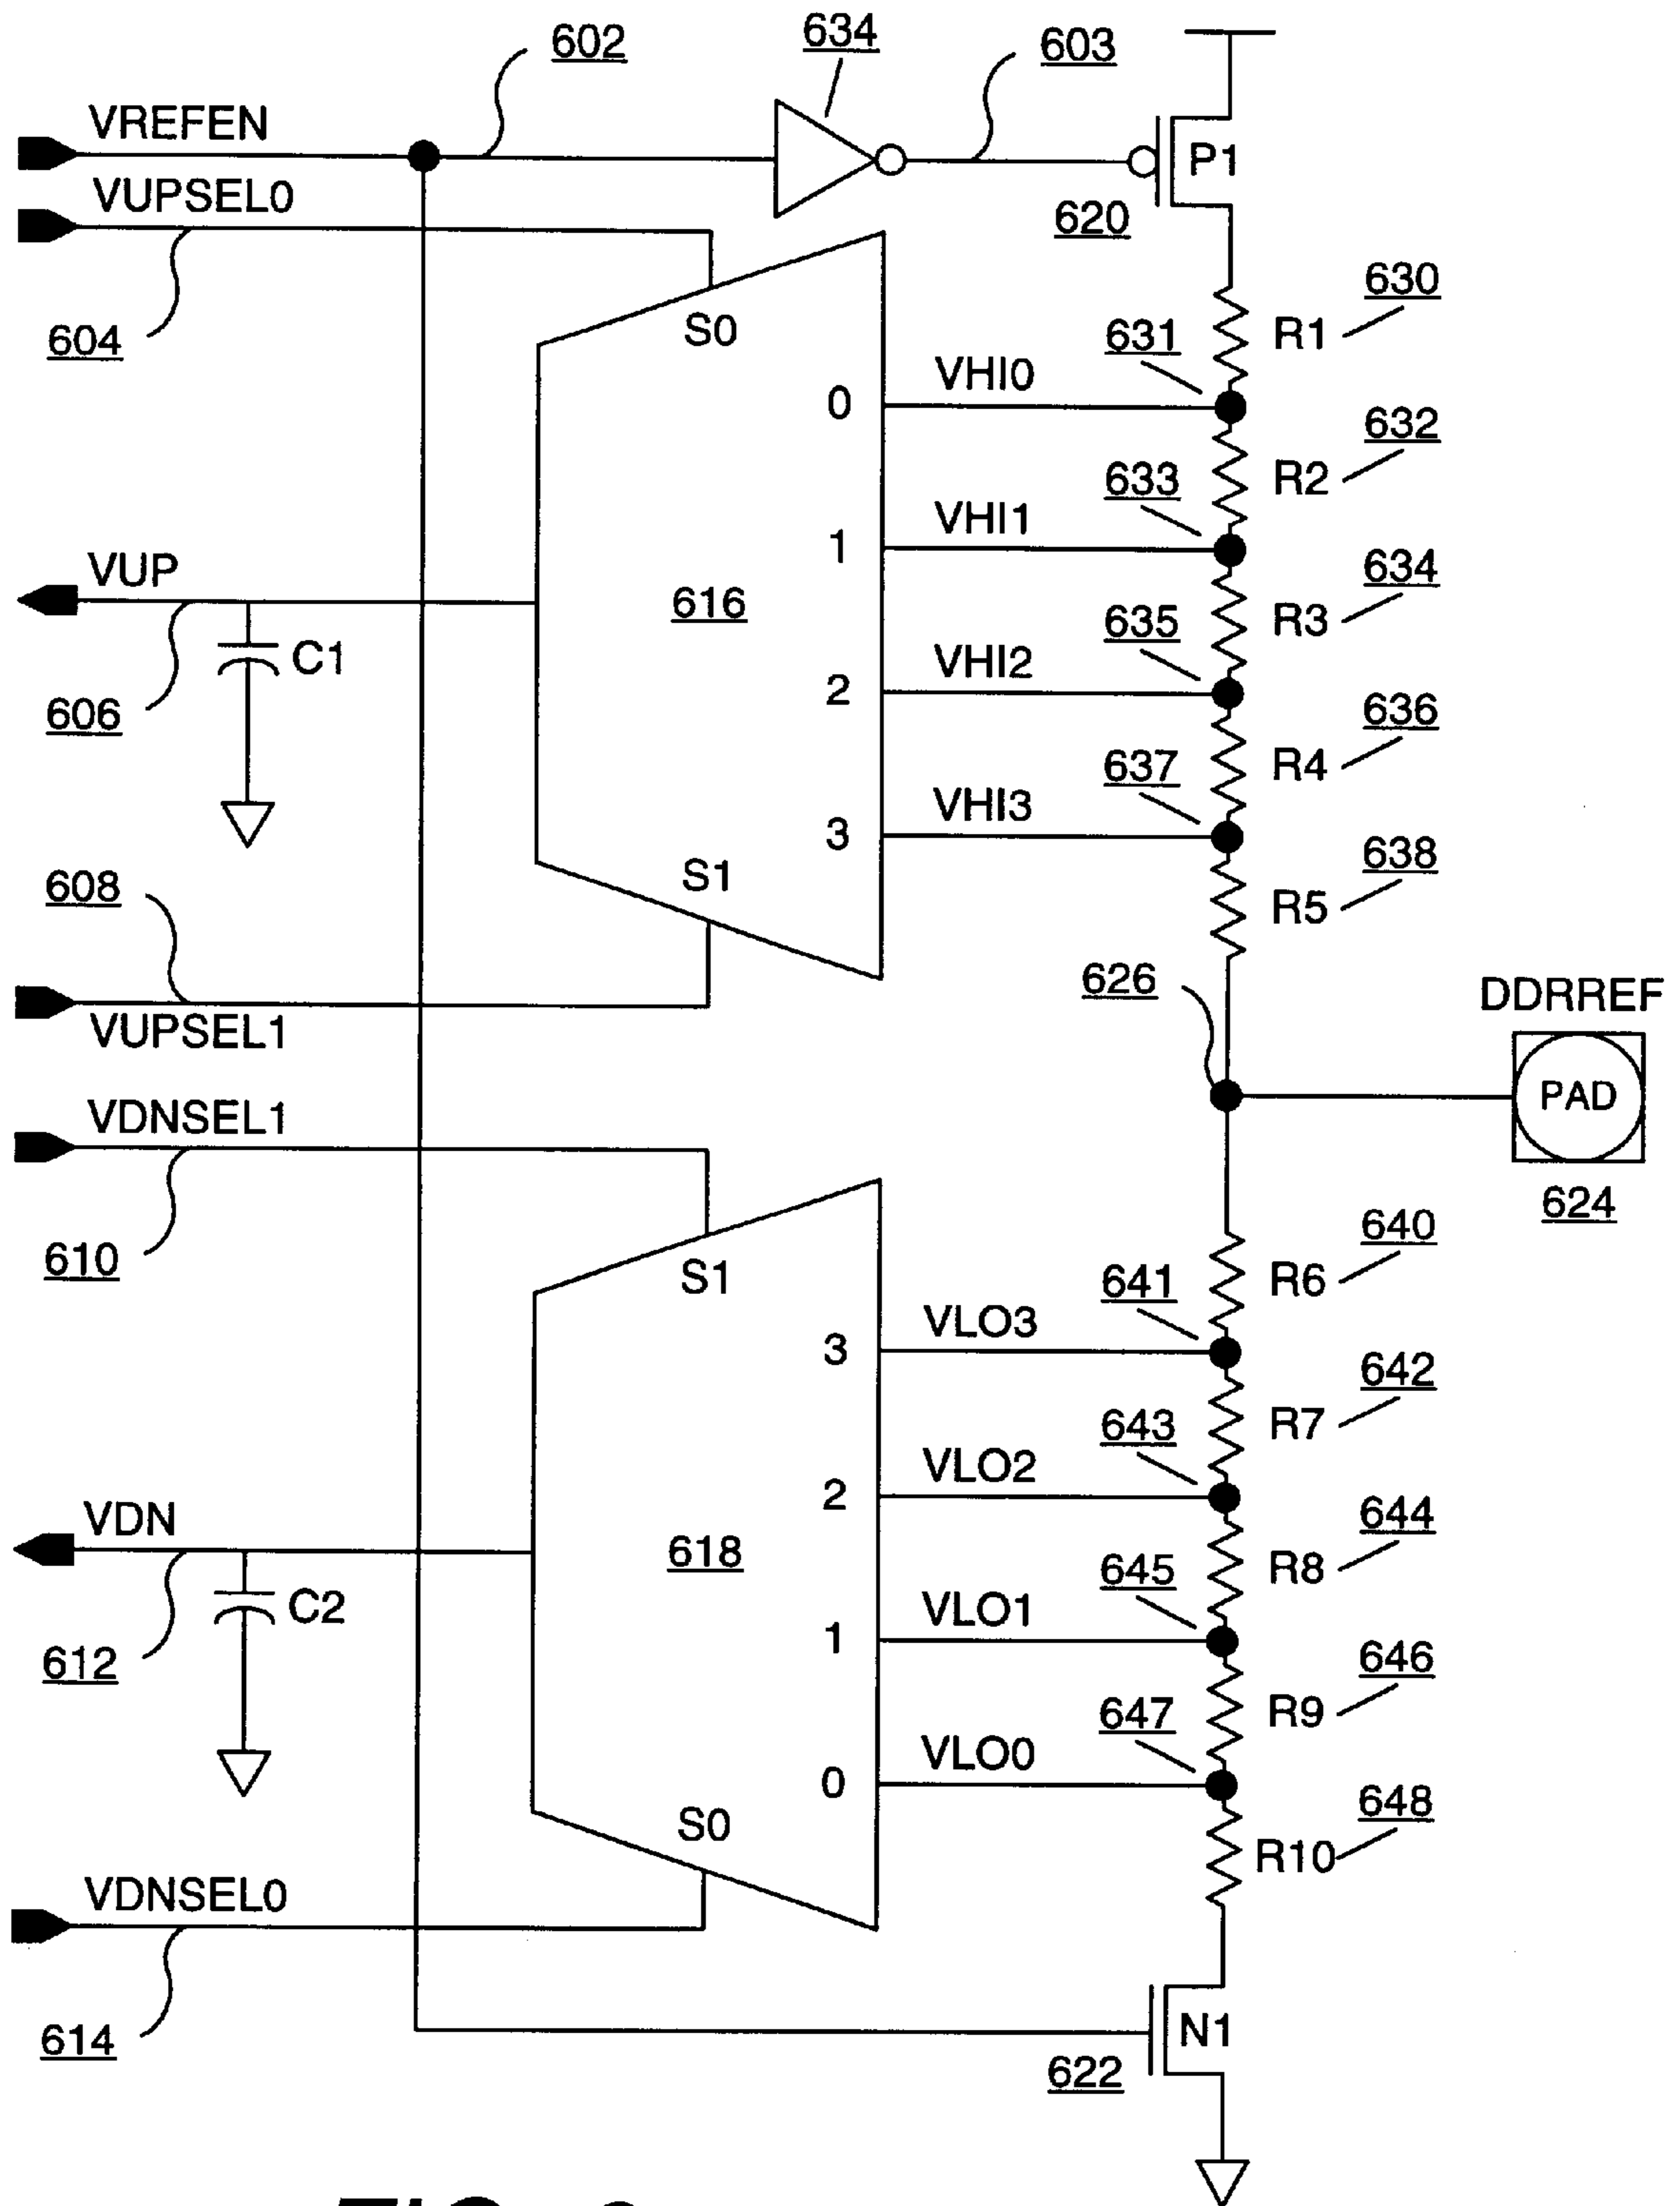 602
634
603
VREFEN
P1
VUPSEL0
620
630
604
S0
631
R1
VHI0
0
632
633
R2
VHI1
1
634
VUP
616
635
R3
C1
VHI2
2
636
606
637
R4
VHI3
3
638
608
S1
R5
626
DDRREF
VUPSEL1
PAD
VDNSEL1
624
640
610
S1
641
R6
VLO3
3
642
643
R7
VLO2
2
644
VDN
618
645
R8
C2
VLO1
1
646
612
647
R9
VLO0
0
648
S0
R10
VDNSEL0
N1
614
622